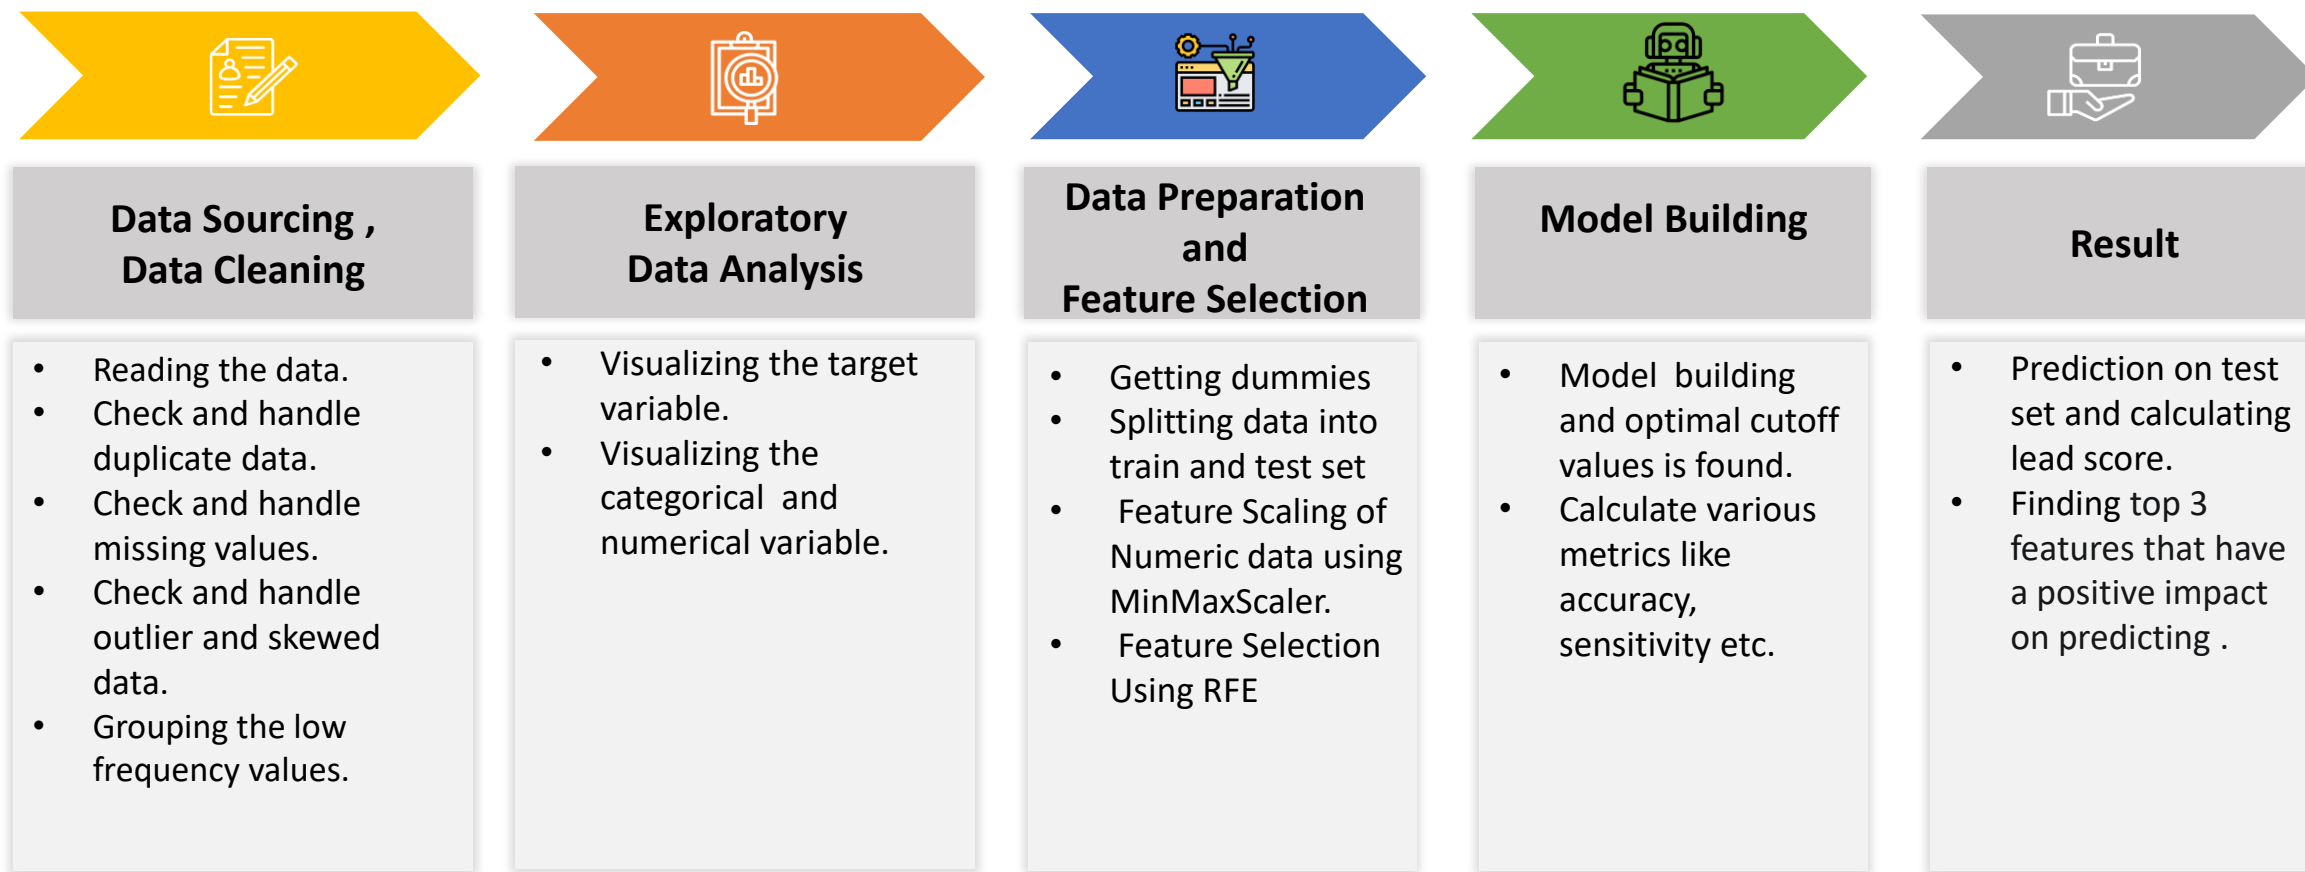 Data Sourcing ,
Data Cleaning
• Reading the data.
• Check and handle
duplicate data.
• Check and handle
missing values.
• Check and handle
outlier and skewed
data.
• Grouping the low
frequency values.
Exploratory
Data Analysis
• Visualizing the target
variable.
• Visualizing the
categorical and
numerical variable.
Data Preparation
and
Feature Selection
• Getting dummies
• Splitting data into
train and test set
• Feature Scaling of
Numeric data using
MinMaxScaler.
• Feature Selection
Using RFE
Model Building
• Model building
and optimal cutoff
values is found.
• Calculate various
metrics like
accuracy,
sensitivity etc.
Result
• Prediction on test
set and calculating
lead score.
• Finding top 3
features that have
a positive impact
on predicting .